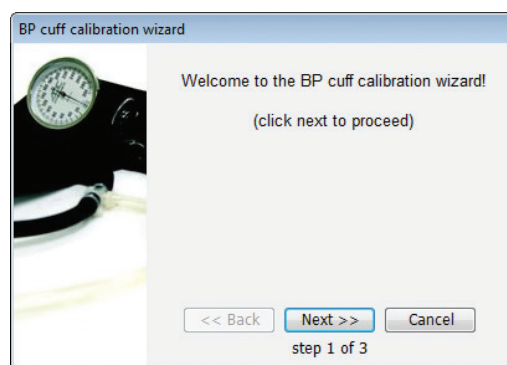 BP cuff calibration wizard
Welcome to the BP cuff calibration wizard!
(click next to proceed)
<< Back
Next >>
Cancel
step 1 of 3